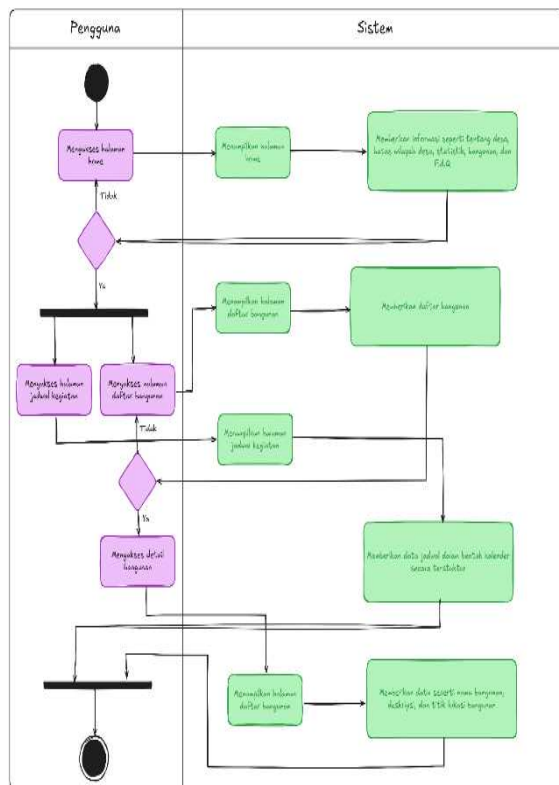 Pengguna
Sistem
Mengakses halaman
home
Menampilkan halaman
home
Memberikan informasi seperti tentang desa,
batas wilayah desa, statistik, bangunan, dan
F.A.Q
Tidak
Ya
Menampilkan halaman
daftar bangunan
Memberikan daftar bangunan
Mengakses halaman
jadwal kegiatan
Mengakses halaman
daftar bangunan
Tidak
Menampilkan halaman
jadwal kegiatan
Ya
Mengakses detail
bangunan
Memberikan data jadwal dalam bentuk kalender
secara terstuktur
Menampilkan halaman
daftar bangunan
Memberikan data seperti nama bangunan,
deskripsi, dan titik lokasi bangunan